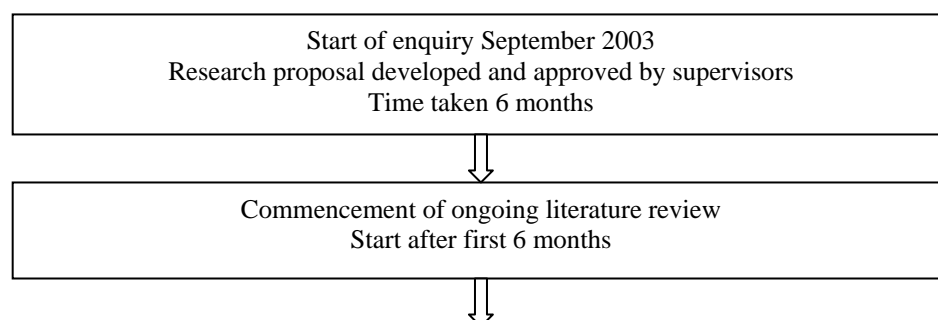 Start of enquiry September 2003
Research proposal developed and approved by supervisors
Time taken 6 months
Commencement of ongoing literature review
Start after first 6 months